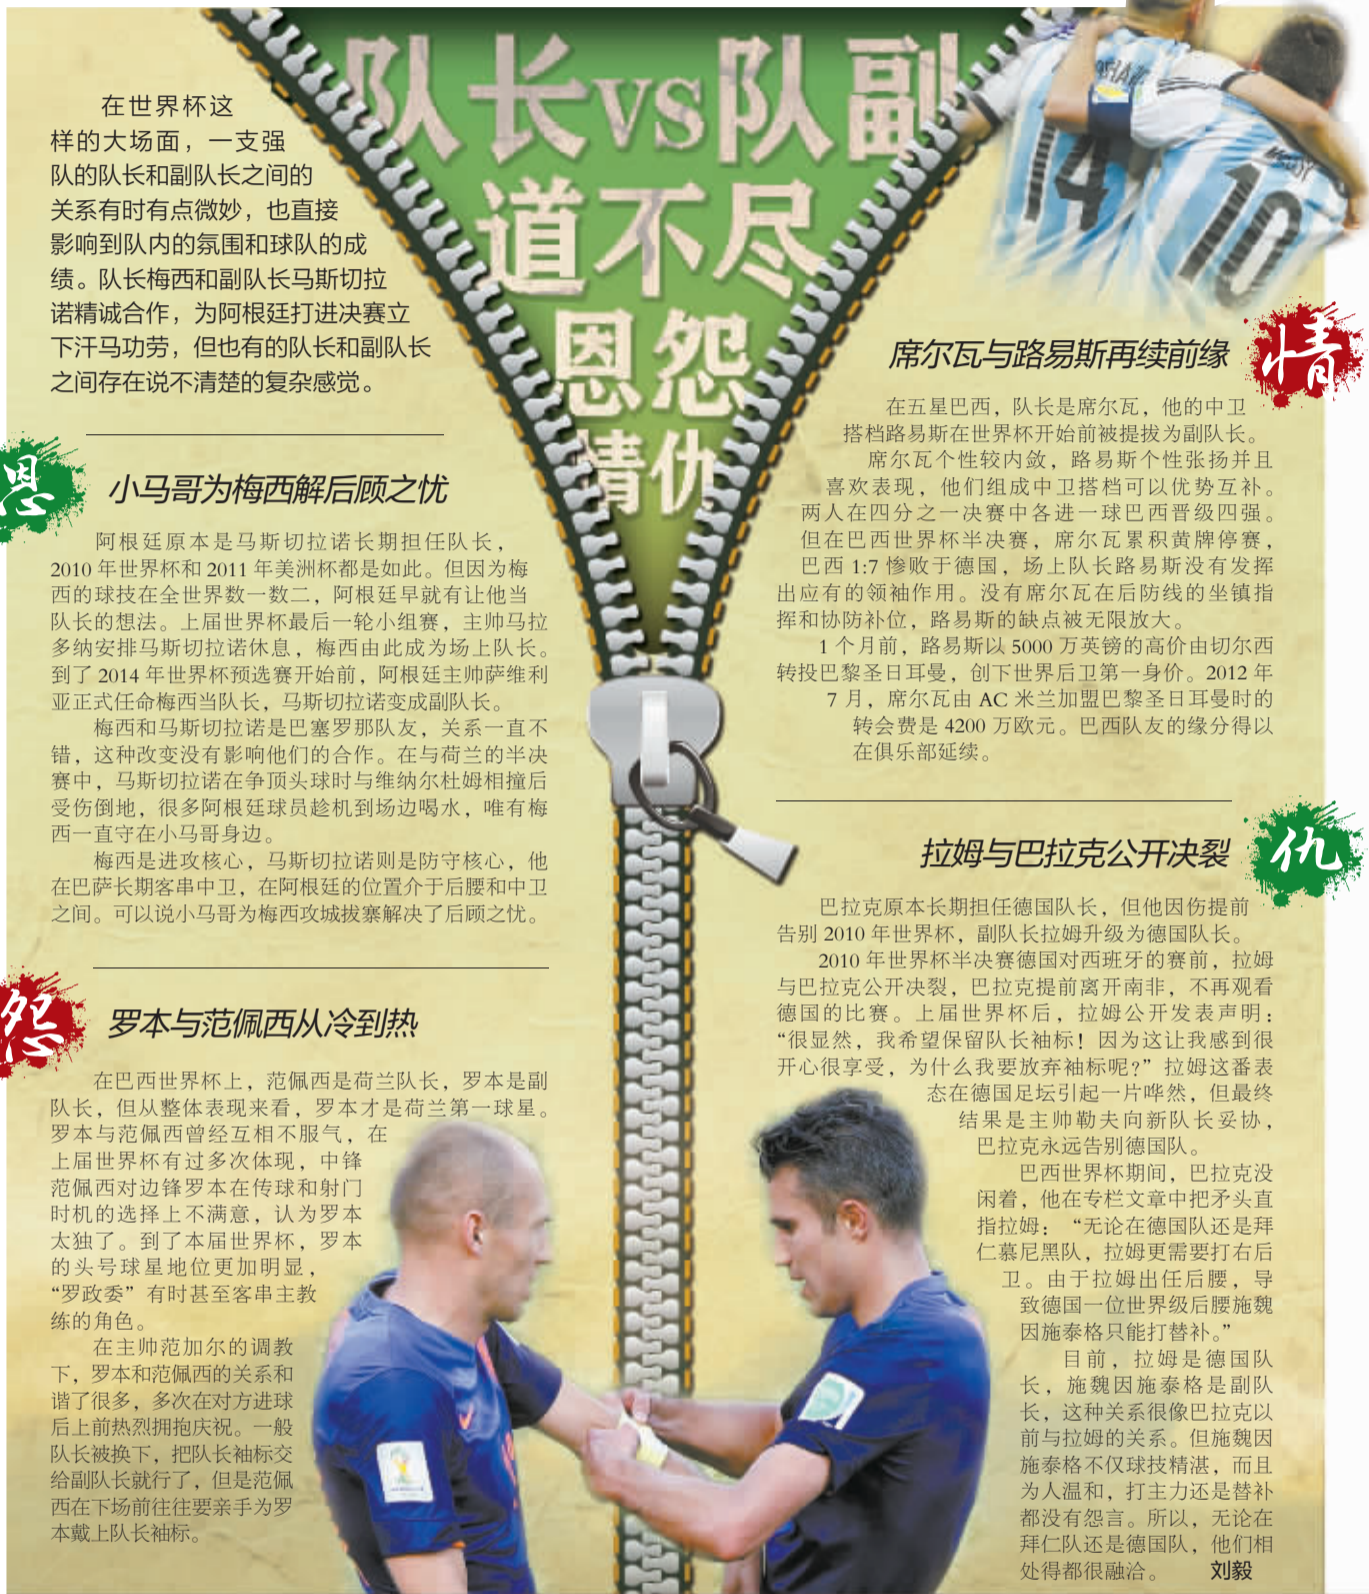 队长vs队副
道不尽
恩怨
情仇
在世界杯这
样的大场面，一支强
队的队长和副队长之间的
关系有时有点微妙，也直接
影响到队内的氛围和球队的成
绩。队长梅西和副队长马斯切拉
诺精诚合作，为阿根廷打进决赛立
下汗马功劳，但也有的队长和副队长
之间存在说不清楚的复杂感觉。
恩
小马哥为梅西解后顾之忧
阿根廷原本是马斯切拉诺长期担任队长，
2010 年世界杯和 2011 年美洲杯都是如此。但因为梅
西的球技在全世界数一数二，阿根廷早就有让他当
队长的想法。上届世界杯最后一轮小组赛，主帅马拉
多纳安排马斯切拉诺休息，梅西由此成为场上队长。
到了 2014 年世界杯预选赛开始前，阿根廷主帅萨维利
亚正式任命梅西当队长，马斯切拉诺变成副队长。
梅西和马斯切拉诺是巴塞罗那队友，关系一直不
错，这种改变没有影响他们的合作。在与荷兰的半决
赛中，马斯切拉诺在争顶头球时与维纳尔杜姆相撞后
受伤倒地，很多阿根廷球员趁机到场边喝水，唯有梅
西一直守在小马哥身边。
梅西是进攻核心，马斯切拉诺则是防守核心，他
在巴萨长期客串中卫，在阿根廷的位置介于后腰和中卫
之间。可以说小马哥为梅西攻城拔寨解决了后顾之忧。
怨
罗本与范佩西从冷到热
在巴西世界杯上，范佩西是荷兰队长，罗本是副
队长，但从整体表现来看，罗本才是荷兰第一球星。
罗本与范佩西曾经互相不服气，在
上届世界杯有过多次体现，中锋
范佩西对边锋罗本在传球和射门
时机的选择上不满意，认为罗本
太独了。到了本届世界杯，罗本
的头号球星地位更加明显，
“罗政委”有时甚至客串主教
练的角色。
在主帅范加尔的调教
下，罗本和范佩西的关系和
谐了很多，多次在对方进球
后上前热烈拥抱庆祝。一般
队长被换下，把队长袖标交
给副队长就行了，但是范佩
西在下场前往往要亲手为罗
本戴上队长袖标。
14
10
情
席尔瓦与路易斯再续前缘
在五星巴西，队长是席尔瓦，他的中卫
搭档路易斯在世界杯开始前被提拔为副队长。
席尔瓦个性较内敛，路易斯个性张扬并且
喜欢表现，他们组成中卫搭档可以优势互补。
两人在四分之一决赛中各进一球巴西晋级四强。
但在巴西世界杯半决赛，席尔瓦累积黄牌停赛，
巴西 1:7 惨败于德国，场上队长路易斯没有发挥
出应有的领袖作用。没有席尔瓦在后防线的坐镇指
挥和协防补位，路易斯的缺点被无限放大。
1 个月前，路易斯以 5000 万英镑的高价由切尔西
转投巴黎圣日耳曼，创下世界后卫第一身价。2012 年
7 月，席尔瓦由 AC 米兰加盟巴黎圣日耳曼时的
转会费是 4200 万欧元。巴西队友的缘分得以
在俱乐部延续。
仇
拉姆与巴拉克公开决裂
巴拉克原本长期担任德国队长，但他因伤提前
告别 2010 年世界杯，副队长拉姆升级为德国队长。
2010 年世界杯半决赛德国对西班牙的赛前，拉姆
与巴拉克公开决裂，巴拉克提前离开南非，不再观看
德国的比赛。上届世界杯后，拉姆公开发表声明：
“很显然，我希望保留队长袖标！因为这让我感到很
开心很享受，为什么我要放弃袖标呢?”拉姆这番表
态在德国足坛引起一片哗然，但最终
结果是主帅勒夫向新队长妥协，
巴拉克永远告别德国队。
巴西世界杯期间，巴拉克没
闲着，他在专栏文章中把矛头直
指拉姆：“无论在德国队还是拜
仁慕尼黑队，拉姆更需要打右后
卫。由于拉姆出任后腰，导
致德国一位世界级后腰施魏
因施泰格只能打替补。”
目前，拉姆是德国队
长，施魏因施泰格是副队
长，这种关系很像巴拉克以
前与拉姆的关系。但施魏因
施泰格不仅球技精湛，而且
为人温和，打主力还是替补
都没有怨言。所以，无论在
拜仁队还是德国队，他们相
处得都很融洽。 刘毅